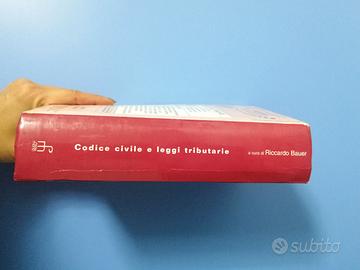 Codice civile e leggi tributarie
a cura di Riccardo Bauer
subito